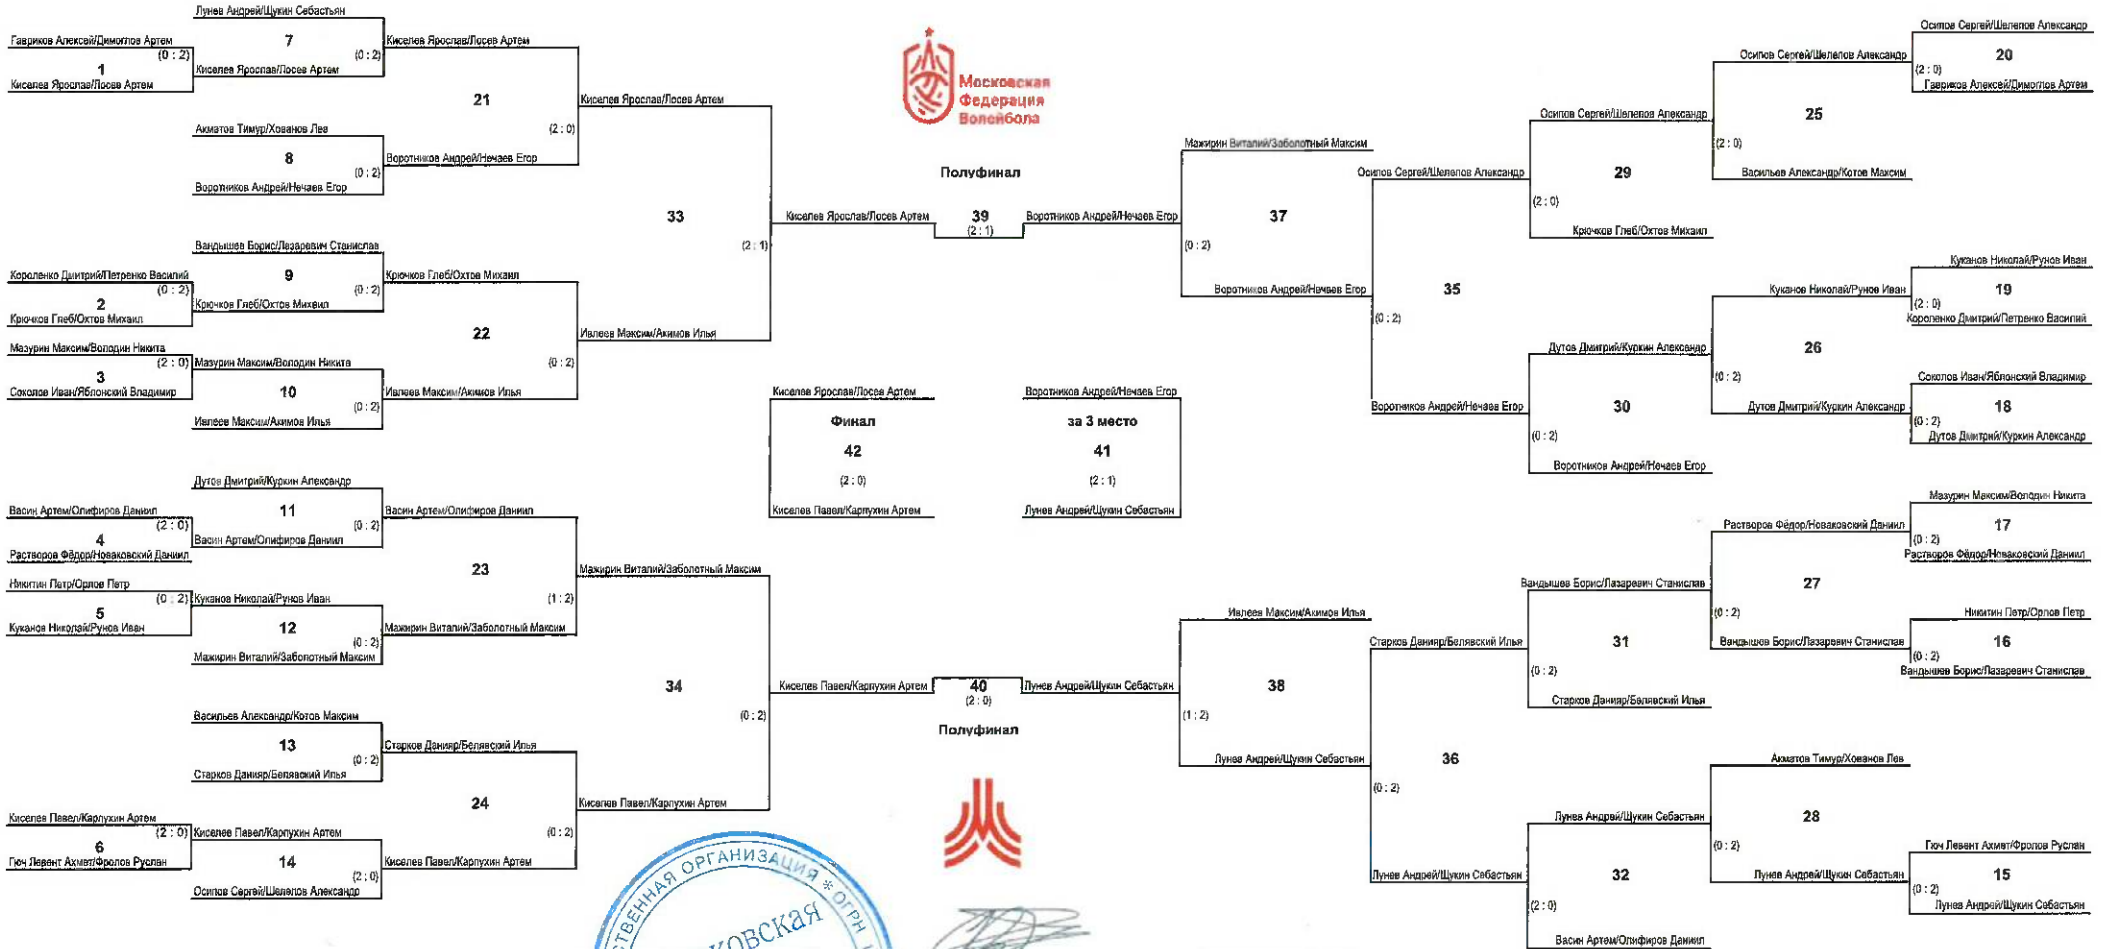 Лунев Андрей/Щукин Себастьян
Гавриков Алексей/Димоглов Артем
(0 : 2)
7
Киселев Ярослав/Лосев Артем
(0 : 2)
1
Киселев Ярослав/Лосев Артем
Киселев Ярослав/Лосев Артем
21
Киселев Ярослав/Лосев Артем
(2 : 0)
Акматов Тимур/Хованов Лев
8
Воротников Андрей/Нечаев Егор
(0 : 2)
Воротников Андрей/Нечаев Егор
33
(2 : 1)
Вандышев Борис/Лазаревич Станислав
Короленко Дмитрий/Петренко Василий
(0 : 2)
9
Крючков Глеб/Охтов Михаил
(0 : 2)
2
Крючков Глеб/Охтов Михаил
Крючков Глеб/Охтов Михаил
22
Ивлеев Максим/Акимов Илья
(0 : 2)
Мазурин Максим/Володин Никита
(2 : 0)
Мазурин Максим/Володин Никита
3
Соколов Иван/Яблонский Владимир
10
Ивлеев Максим/Акимов Илья
(0 : 2)
Ивлеев Максим/Акимов Илья
Дутов Дмитрий/Куркин Александр
Васин Артем/Олифиров Даниил
(2 : 0)
11
Васин Артем/Олифиров Даниил
(0 : 2)
4
Васин Артем/Олифиров Даниил
Растворов Фёдор/Новаковский Даниил
23
Мажирин Виталий/Заболотный Максим
(1 : 2)
Никитин Петр/Орлов Петр
(0 : 2)
Куканов Николай/Рунов Иван
5
Куканов Николай/Рунов Иван
12
Мажирин Виталий/Заболотный Максим
(0 : 2)
Мажирин Виталий/Заболотный Максим
34
(0 : 2)
Васильев Александр/Котов Максим
13
Старков Данияр/Белявский Илья
(0 : 2)
Старков Данияр/Белявский Илья
24
Киселев Павел/Карпухин Артем
(0 : 2)
Киселев Павел/Карпухин Артем
(2 : 0)
Киселев Павел/Карпухин Артем
6
Гюч Левент Ахмет/Фролов Руслан
14
Киселев Павел/Карпухин Артем
(2 : 0)
Осипов Сергей/Шелепов Александр
Московская
Федерация
Волейбола
Полуфинал
Киселев Ярослав/Лосев Артем
39
(2 : 1)
Воротников Андрей/Нечаев Егор
Киселев Ярослав/Лосев Артем
Финал
42
(2 : 0)
Киселев Павел/Карпухин Артем
Воротников Андрей/Нечаев Егор
за 3 место
41
(2 : 1)
Лунев Андрей/Щукин Себастьян
Киселев Павел/Карпухин Артем
40
(2 : 0)
Лунев Андрей/Щукин Себастьян
Полуфинал
Мажирин Виталий/Заболотный Максим
37
(0 : 2)
Воротников Андрей/Нечаев Егор
Осипов Сергей/Шелепов Александр
35
(0 : 2)
Воротников Андрей/Нечаев Егор
Осипов Сергей/Шелепов Александр
29
(2 : 0)
Крючков Глеб/Охтов Михаил
Осипов Сергей/Шелепов Александр
25
(2 : 0)
Васильев Александр/Котов Максим
Осипов Сергей/Шелепов Александр
20
(2 : 0)
Гавриков Алексей/Димоглов Артем
Дутов Дмитрий/Куркин Александр
30
(0 : 2)
Воротников Андрей/Нечаев Егор
Куканов Николай/Рунов Иван
26
(0 : 2)
Дутов Дмитрий/Куркин Александр
Куканов Николай/Рунов Иван
19
(2 : 0)
Короленко Дмитрий/Петренко Василий
Соколов Иван/Яблонский Владимир
18
(0 : 2)
Дутов Дмитрий/Куркин Александр
Ивлеев Максим/Акимов Илья
38
(1 : 2)
Лунев Андрей/Щукин Себастьян
Старков Данияр/Белявский Илья
36
(0 : 2)
Лунев Андрей/Щукин Себастьян
Вандышев Борис/Лазаревич Станислав
31
(0 : 2)
Старков Данияр/Белявский Илья
Растворов Фёдор/Новаковский Даниил
27
(0 : 2)
Вандышев Борис/Лазаревич Станислав
Мазурин Максим/Володин Никита
17
(0 : 2)
Растворов Фёдор/Новаковский Даниил
Никитин Петр/Орлов Петр
16
(0 : 2)
Вандышев Борис/Лазаревич Станислав
Лунев Андрей/Щукин Себастьян
32
(2 : 0)
Васин Артем/Олифиров Даниил
Акматов Тимур/Хованов Лев
28
(0 : 2)
Лунев Андрей/Щукин Себастьян
Гюч Левент Ахмет/Фролов Руслан
15
(0 : 2)
Лунев Андрей/Щукин Себастьян
ОРГАНИЗАЦИЯ * ОГРН